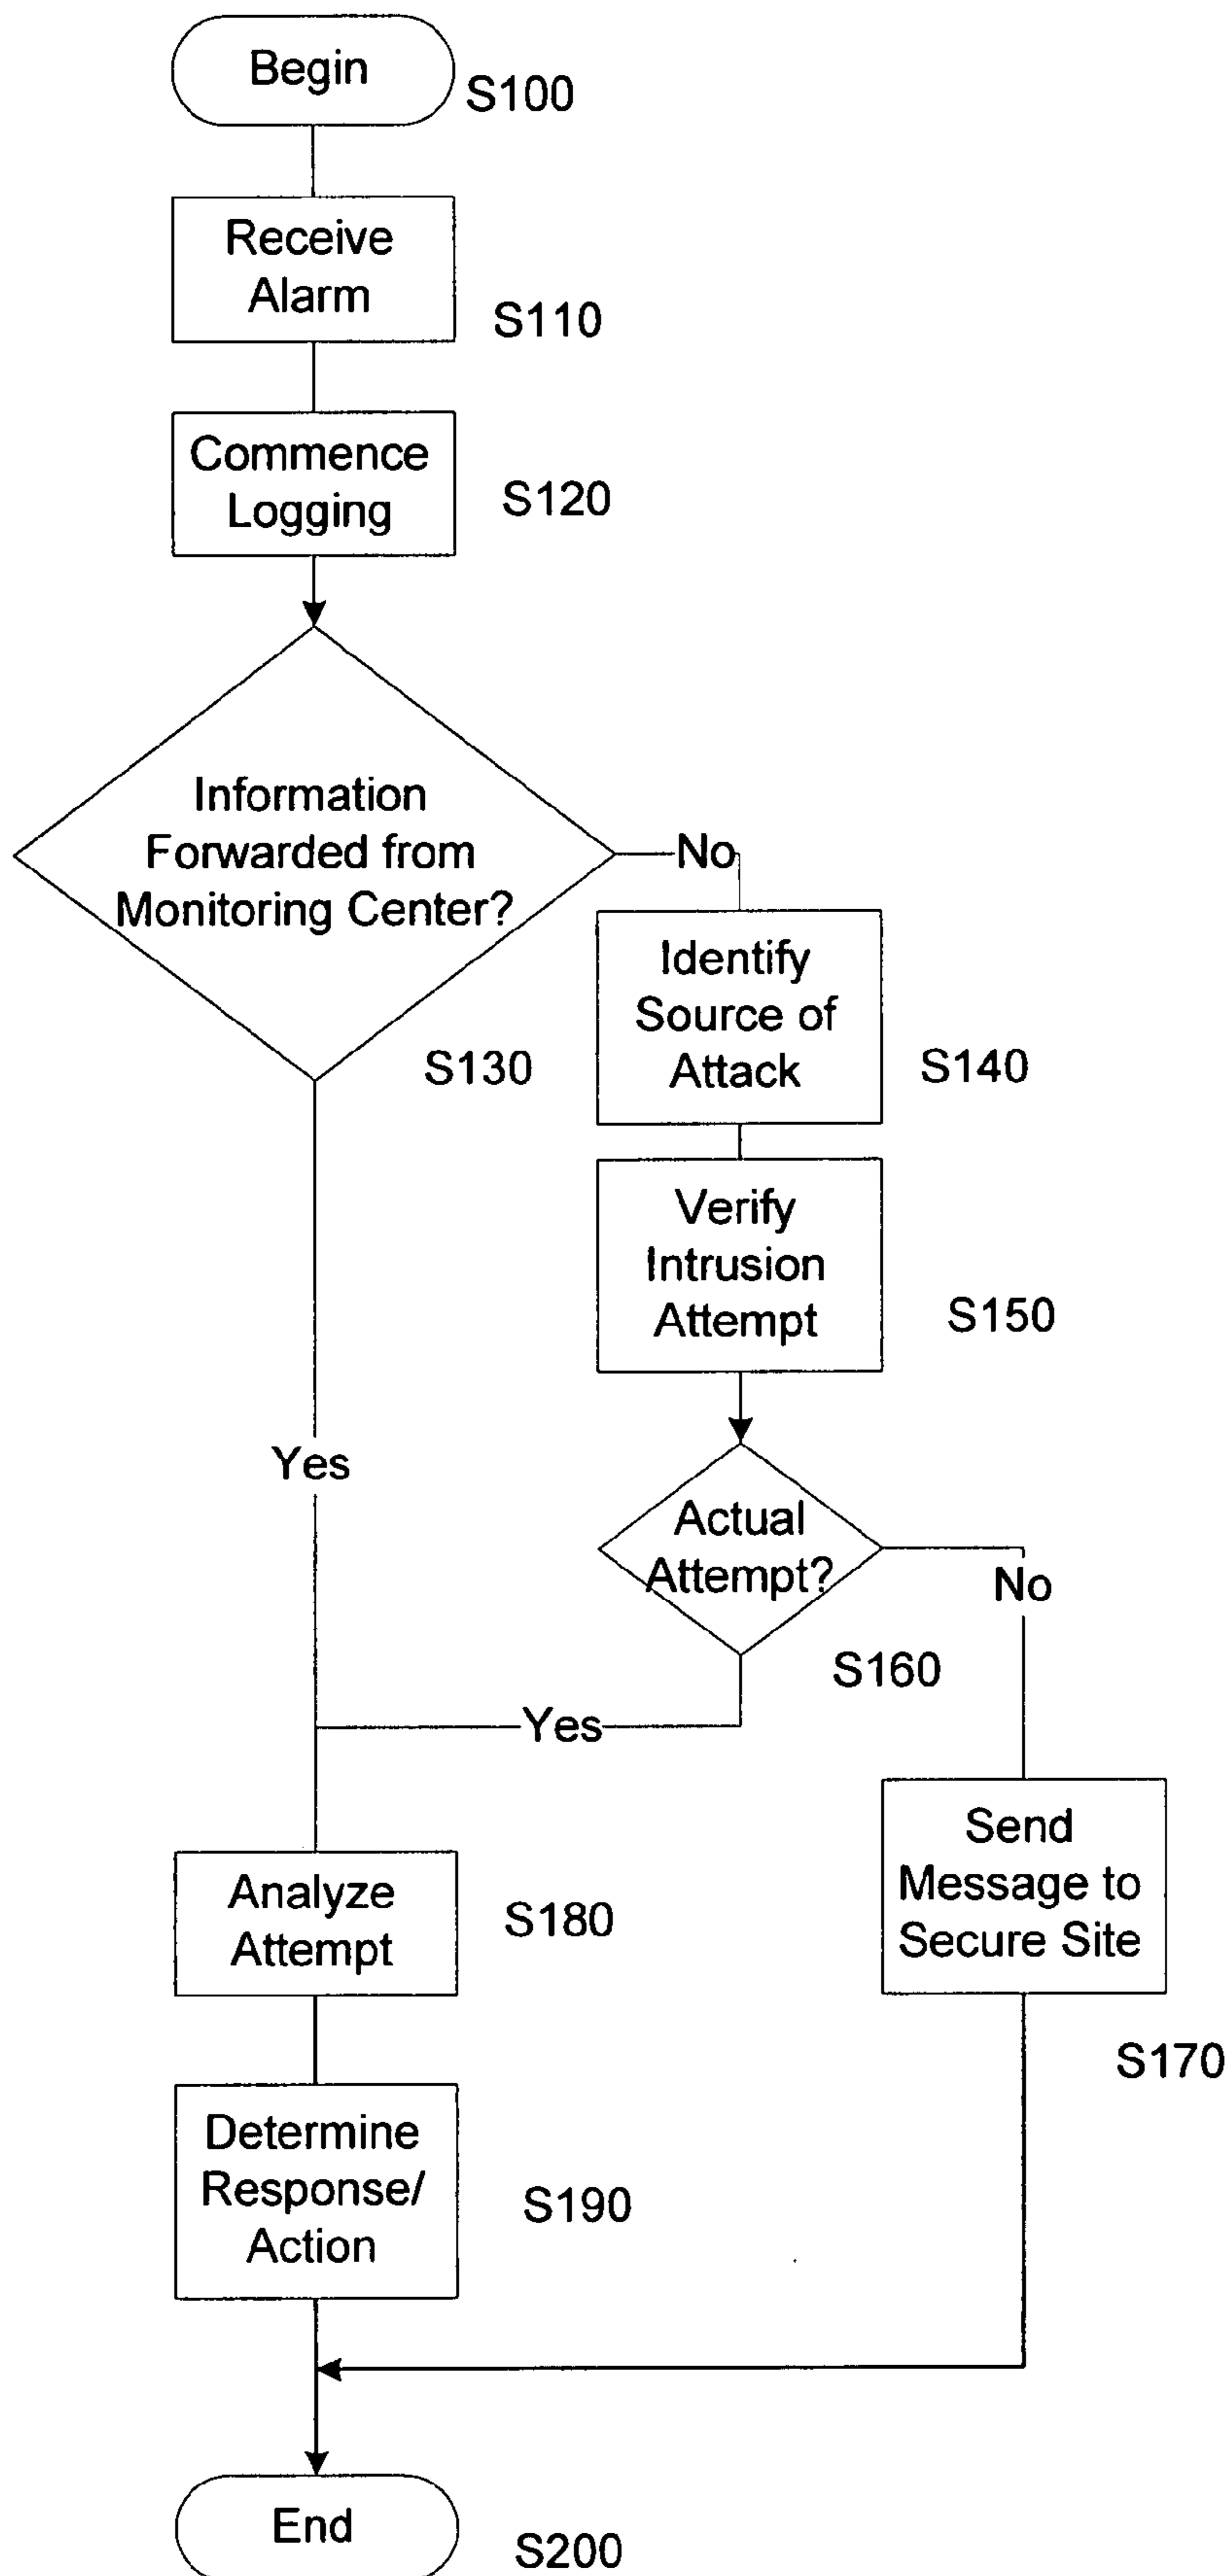 Begin
S100
Receive
Alarm
S110
Commence
Logging
S120
Information
Forwarded from
Monitoring Center?
S130
No
Identify
Source of
Attack
S140
Verify
Intrusion
Attempt
S150
Yes
Actual
Attempt?
S160
No
Yes
Send
Message to
Secure Site
S170
Analyze
Attempt
S180
Determine
Response/
Action
S190
End
S200